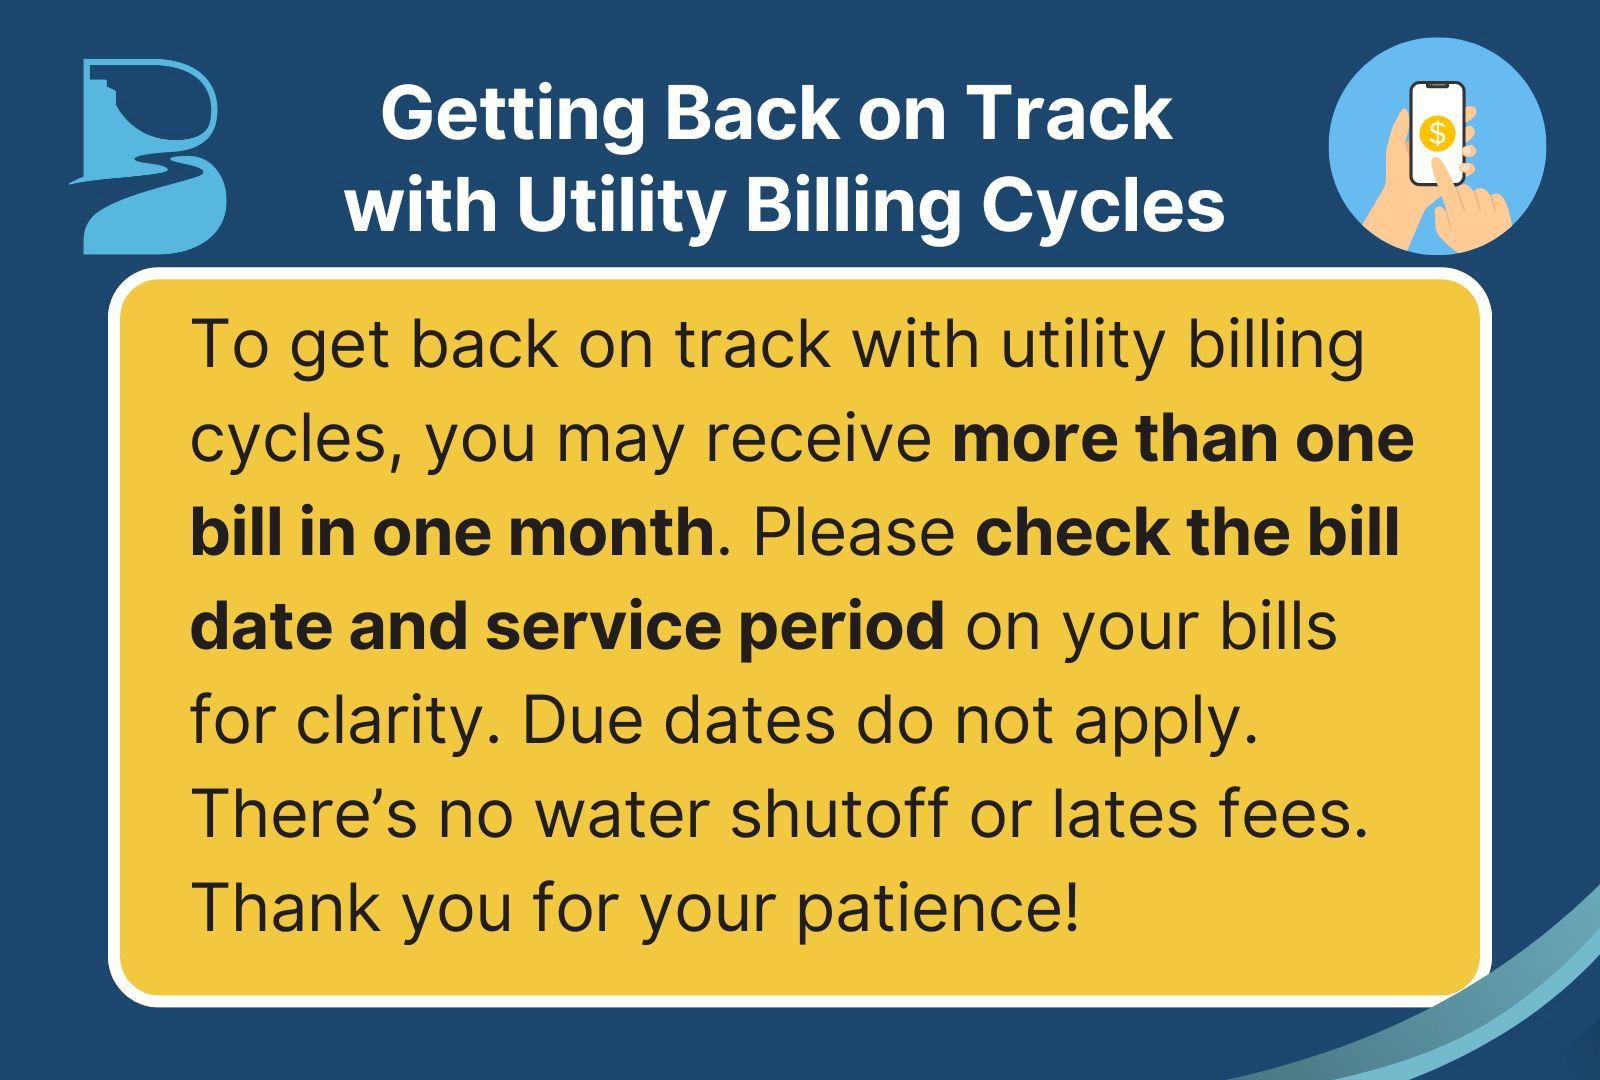 Getting Back on Track
with Utility Billing Cycles
$
To get back on track with utility billing
cycles, you may receive more than one
bill in one month. Please check the bill
date and service period on your bills
for clarity. Due dates do not apply.
There’s no water shutoff or lates fees.
Thank you for your patience!